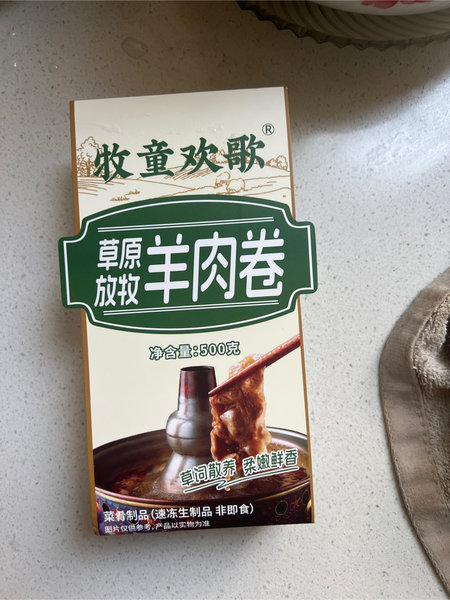 牧童欢歌®
草原
放牧
羊肉卷
净含量:500克
草饲散养 柔嫩鲜香
菜肴制品(速冻生制品 非即食)
图片仅供参考,产品以实物为准